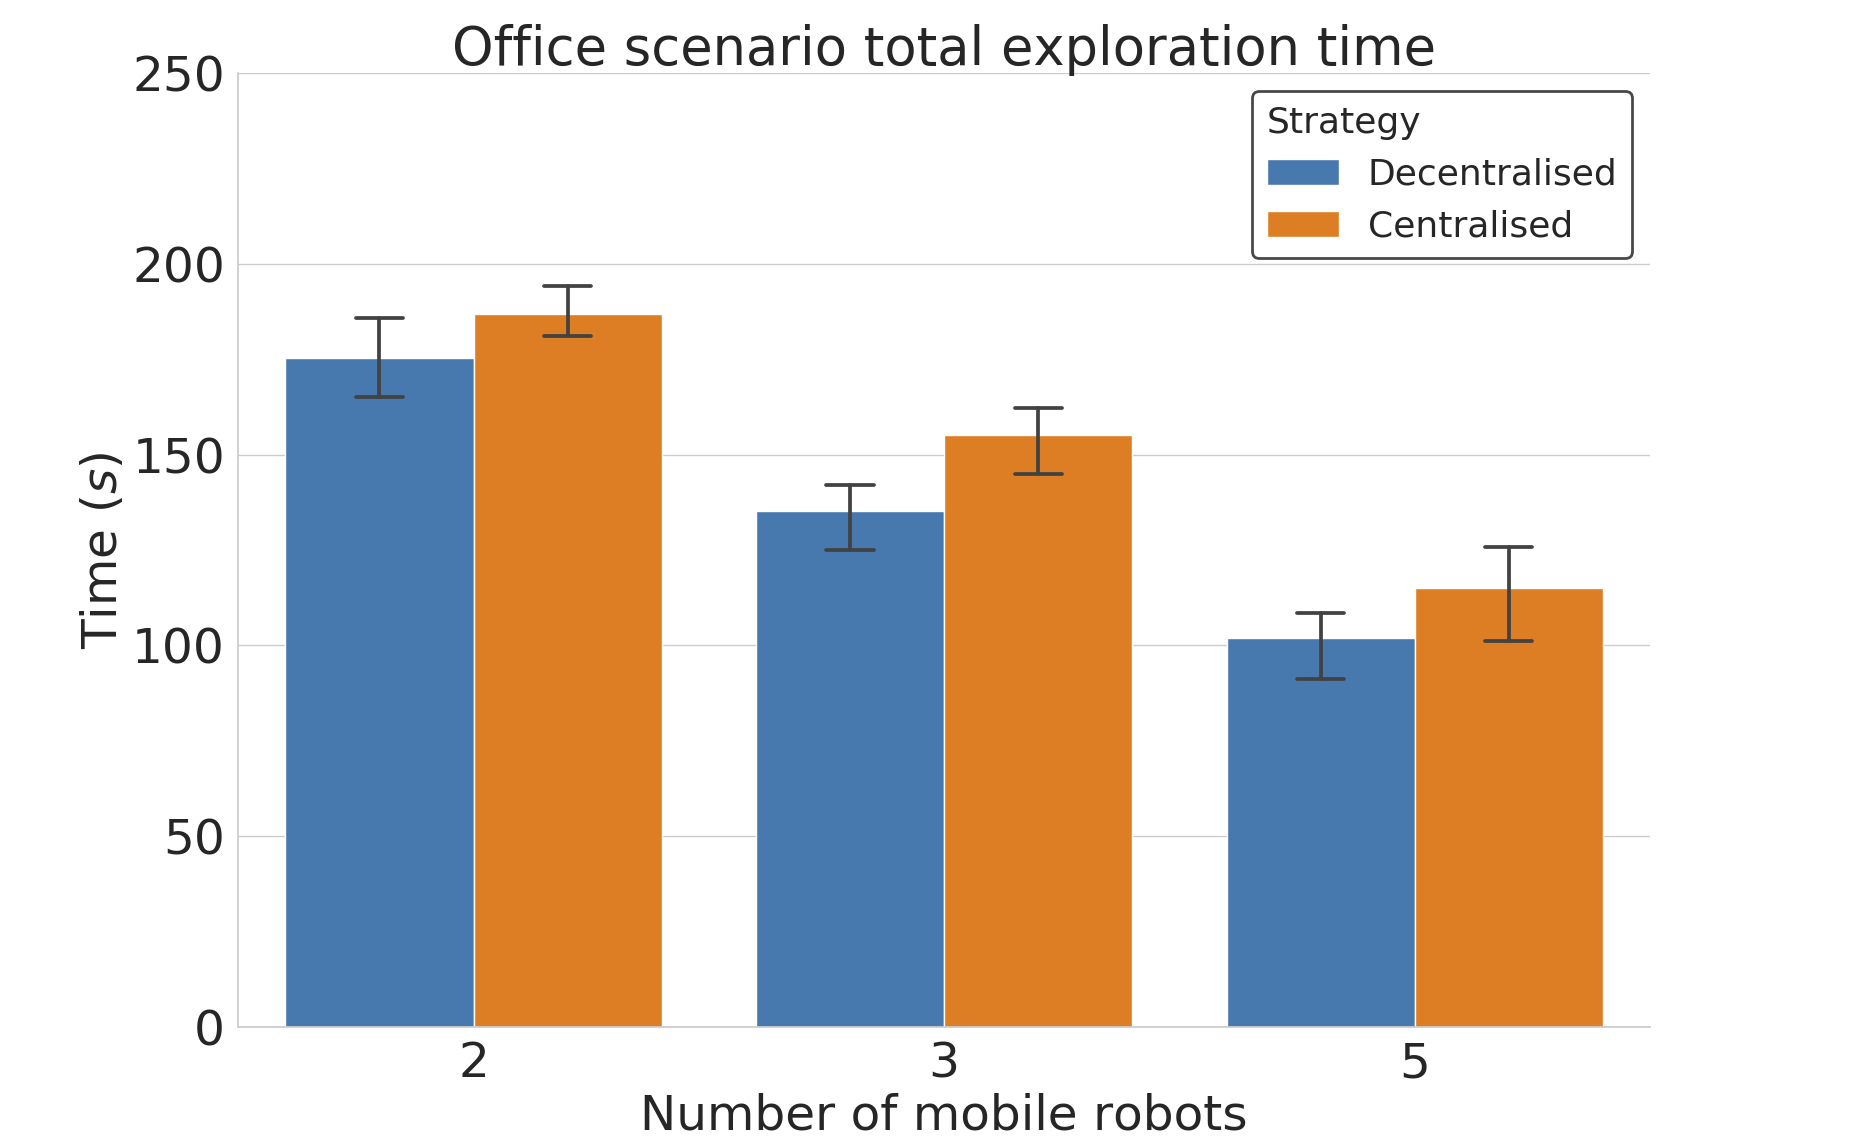 Office scenario total exploration time
250
200
150
100
50
0
Time (s)
Strategy
Decentralised
Centralised
2
3
5
Number of mobile robots